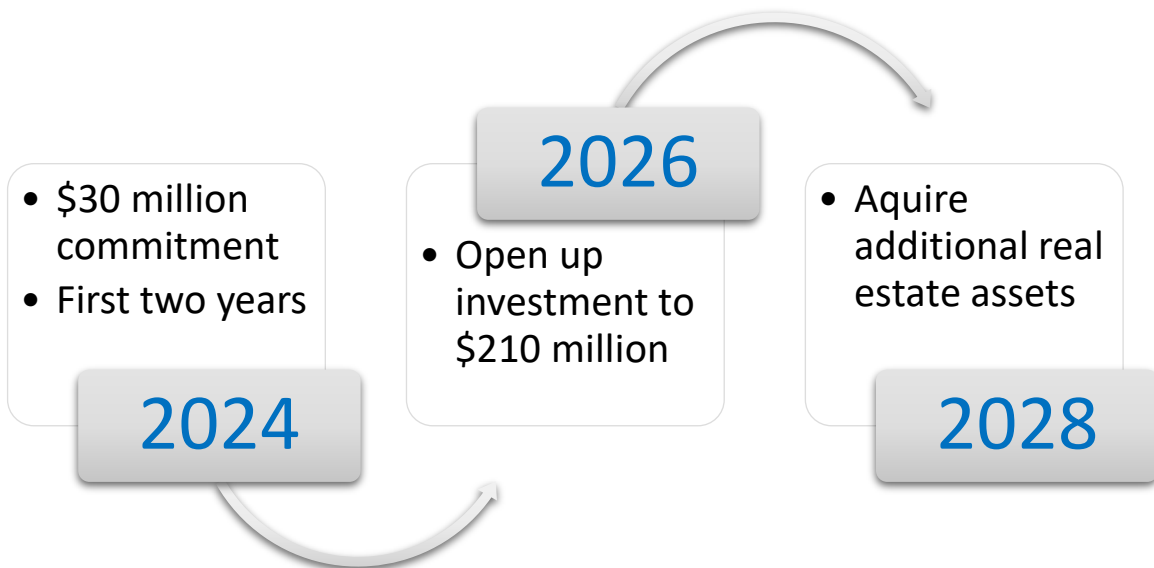 • $30 million
commitment
• First two years
2024
2026
• Open up
investment to
$210 million
• Aquire
additional real
estate assets
2028